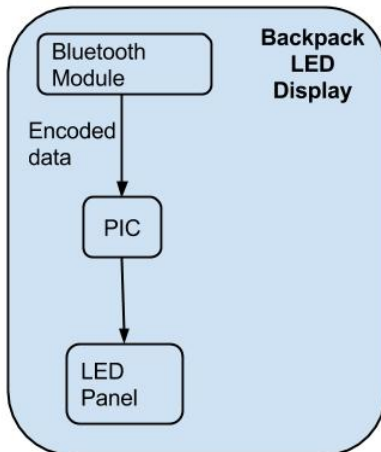 Backpack
LED
Display
Bluetooth
Module
Encoded
data
PIC
LED
Panel